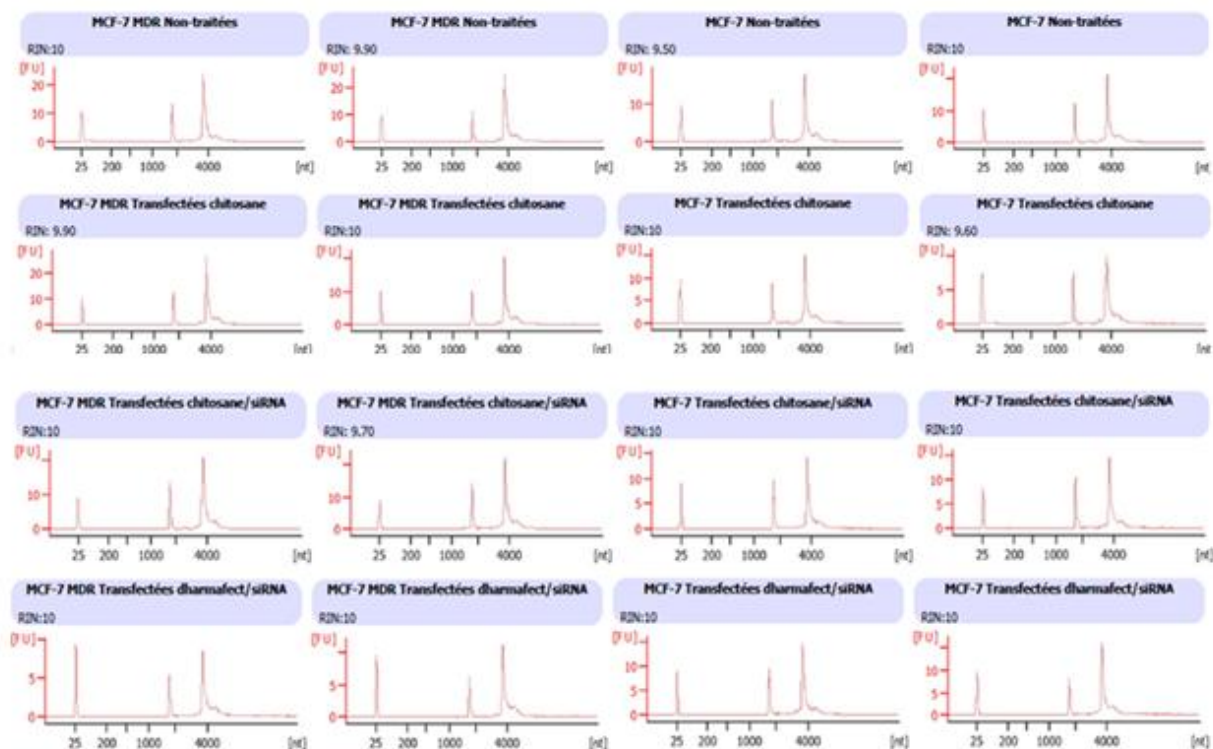 MCF-7 MDR Non-traitées MCF-7 MDR Non-traitées MCF-7 Non-traitées MCF-7 Non-traitées
RIN:10 RIN: 9.90 RIN: 9.50 RIN:10
[FU] [FU] [FU] [FU]
20 20 10 20
10 10 0 10
0 0 0
25 200 1000 4000 [nt] 25 200 1000 4000 [nt] 25 200 1000 4000 [nt] 25 200 1000 4000 [nt]
MCF-7 MDR Transfectées chitosane MCF-7 MDR Transfectées chitosane MCF-7 Transfectées chitosane MCF-7 Transfectées chitosane
RIN: 9.90 RIN:10 RIN:10 RIN: 9.60
[FU] [FU] [FU] [FU]
20 10 15 5
10 0 10 0
0 5
0
25 200 1000 4000 [nt] 25 200 1000 4000 [nt] 25 200 1000 4000 [nt] 25 200 1000 4000 [nt]
MCF-7 MDR Transfectées chitosane/siRNA MCF-7 MDR Transfectées chitosane/siRNA MCF-7 Transfectées chitosane/siRNA MCF-7 Transfectées chitosane/siRNA
RIN:10 RIN: 9.70 RIN:10 RIN:10
[FU] [FU] [FU] [FU]
10 10 10 10
0 0 5 5
0 0
25 200 1000 4000 [nt] 25 200 1000 4000 [nt] 25 200 1000 4000 [nt] 25 200 1000 4000 [nt]
MCF-7 MDR Transfectées dharmafect/siRNA MCF-7 MDR Transfectées dharmafect/siRNA MCF-7 Transfectées dharmafect/siRNA MCF-7 Transfectées dharmafect/siRNA
RIN:10 RIN:10 RIN:10 RIN:10
[FU] [FU] [FU] [FU]
5 5 10 10
0 0 5 5
0 0
25 200 1000 4000 [nt] 25 200 1000 4000 [nt] 25 200 1000 4000 [nt] 25 200 1000 4000 [nt]